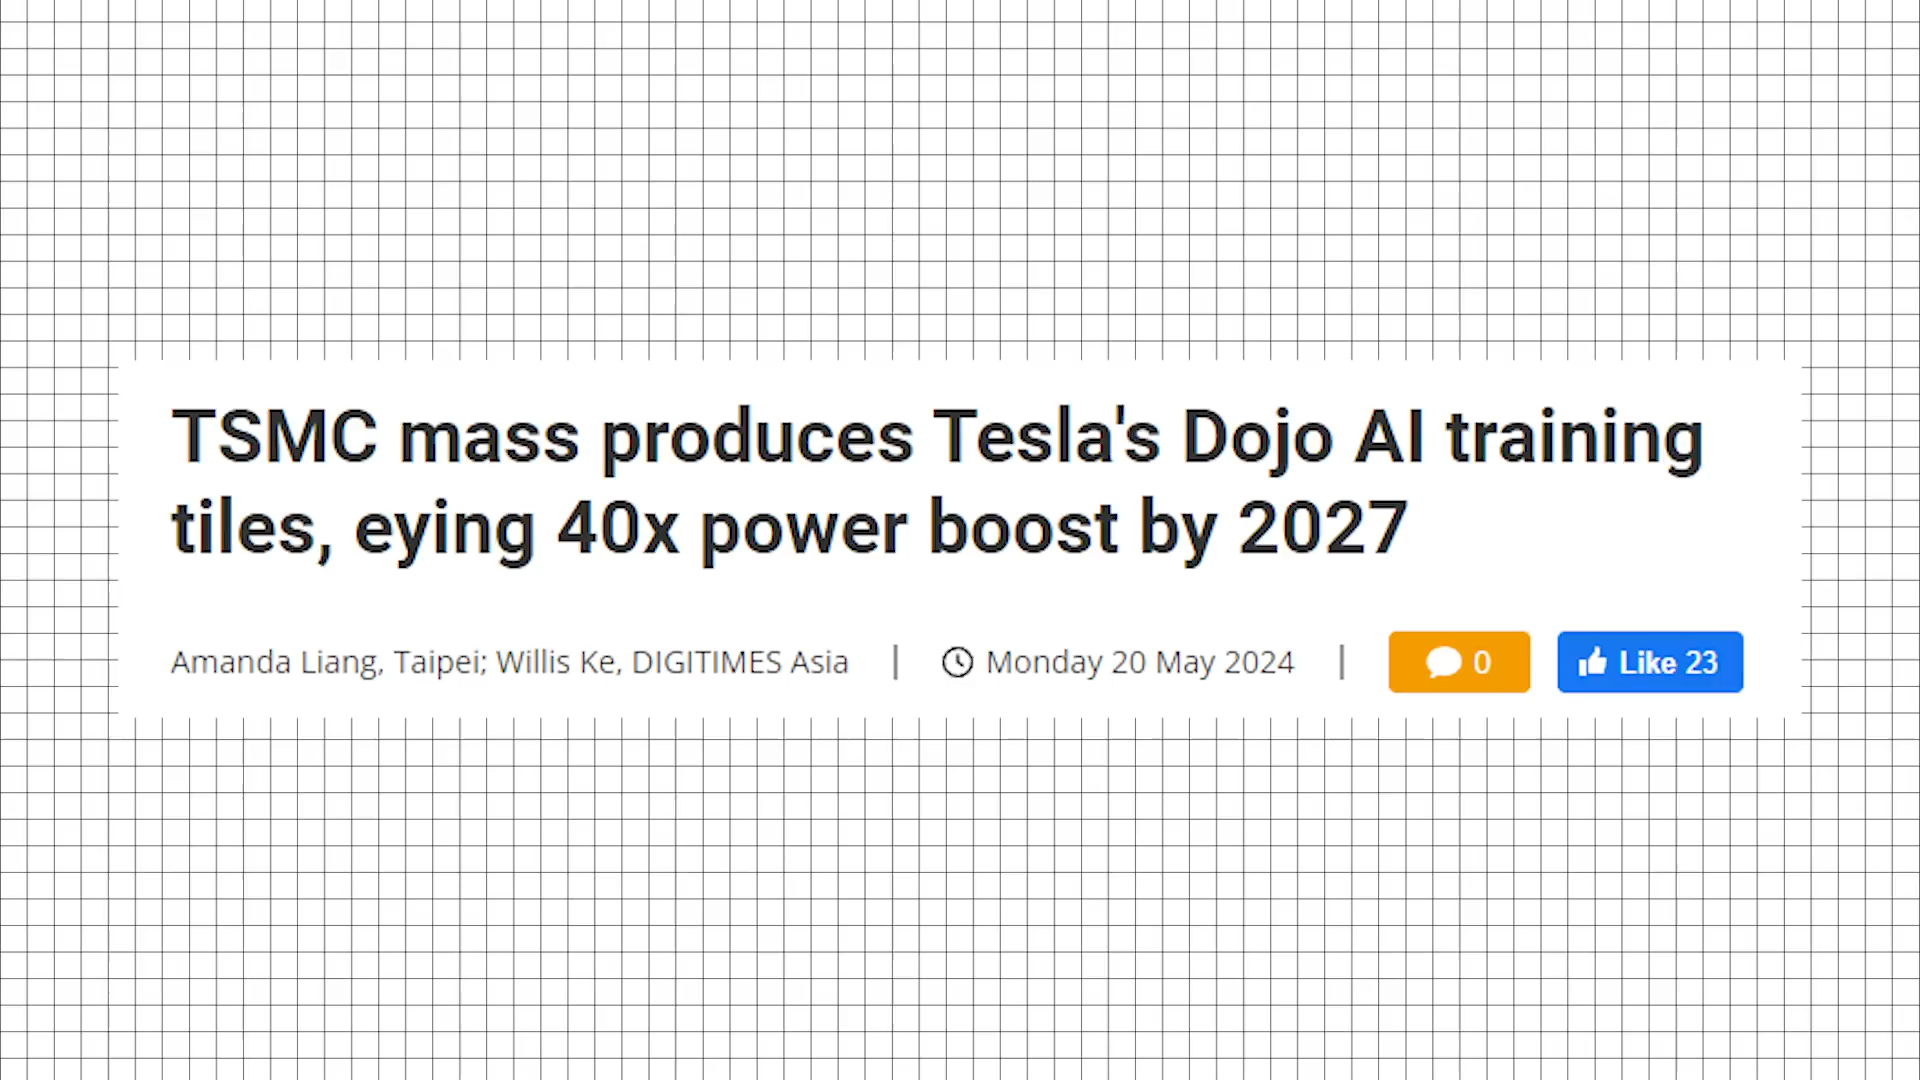 TSMC mass produces Tesla's Dojo AI training
tiles, eying 40x power boost by 2027
Amanda Liang, Taipei; Willis Ke, DIGITIMES Asia | Monday 20 May 2024 | 0 Like 23